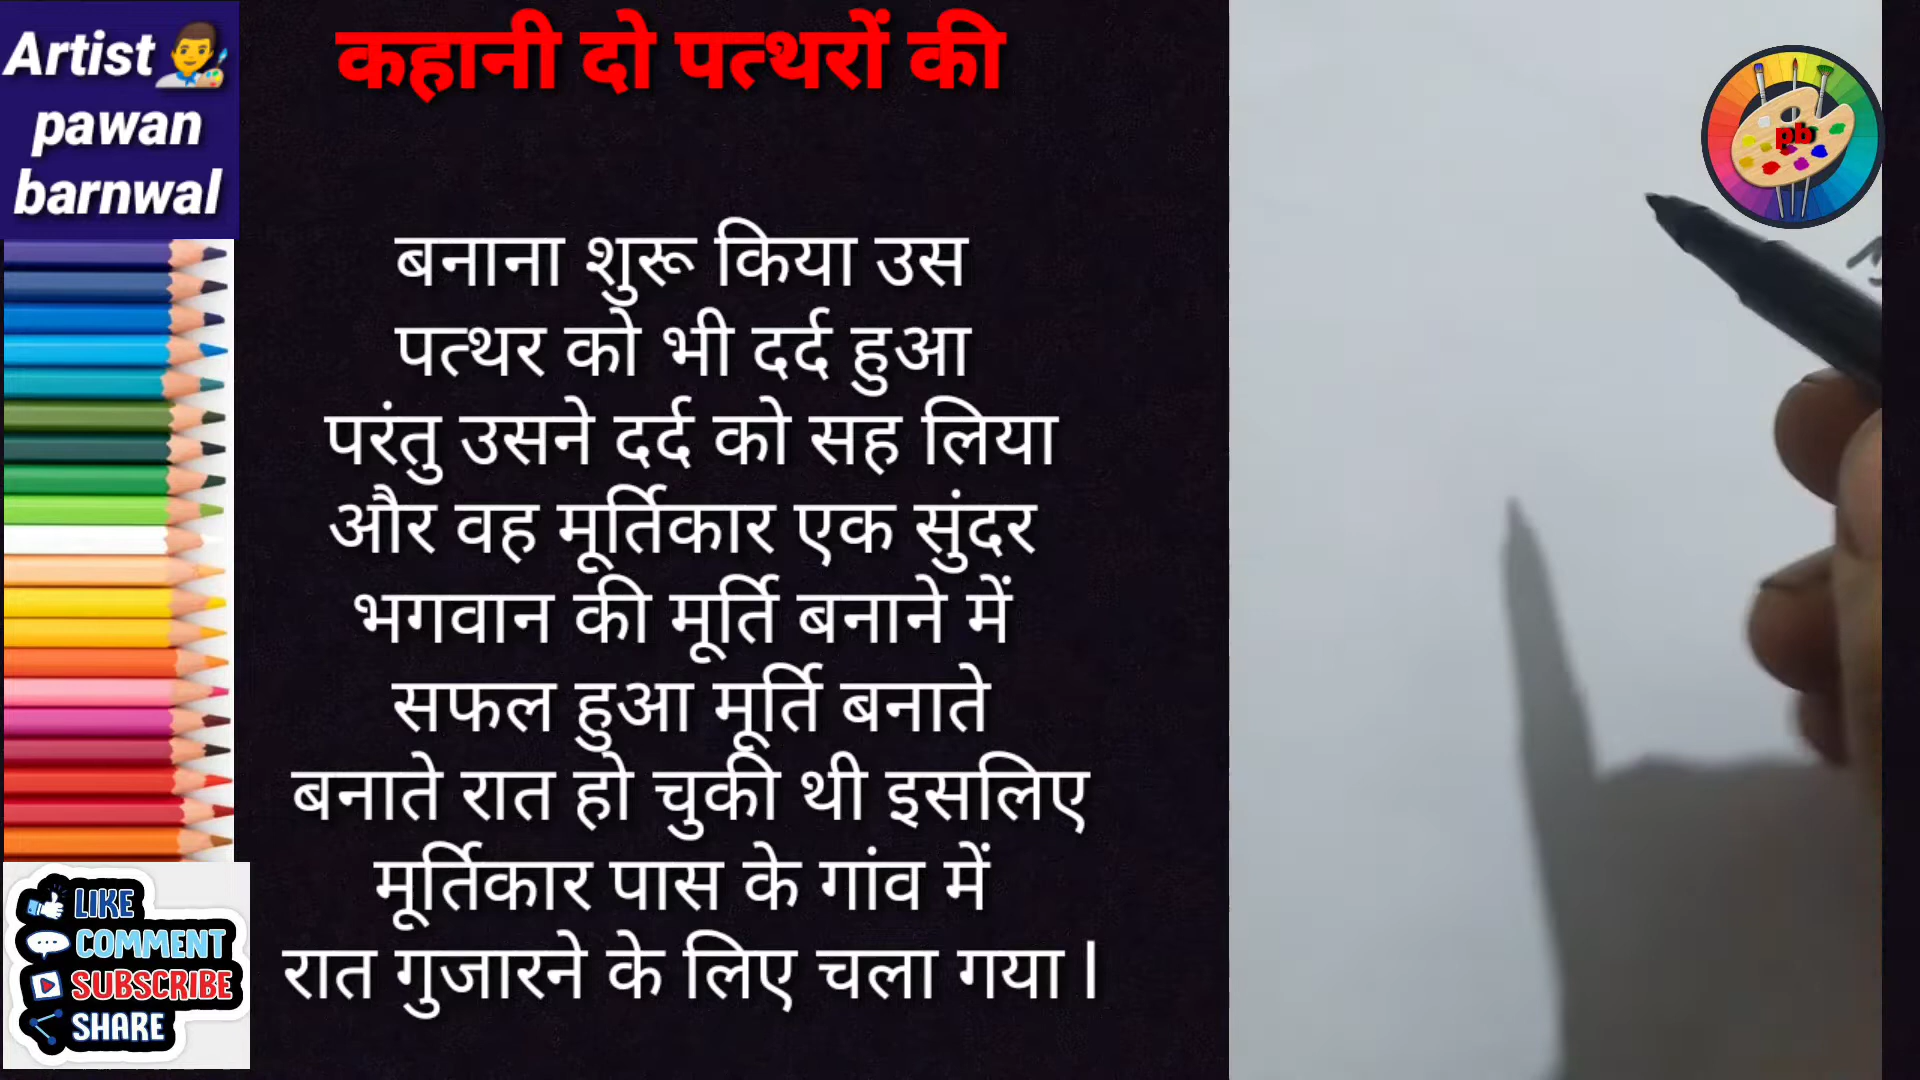 Artist
pawan
barnwal
कहानी दो पत्थरों की
pb
बनाना शुरू किया उस
पत्थर को भी दर्द हुआ
परंतु उसने दर्द को सह लिया
और वह मूर्तिकार एक सुंदर
भगवान की मूर्ति बनाने में
सफल हुआ मूर्ति बनाते
बनाते रात हो चुकी थी इसलिए
मूर्तिकार पास के गांव में
रात गुजारने के लिए चला गया l
LIKE
COMMENT
SUBSCRIBE
SHARE